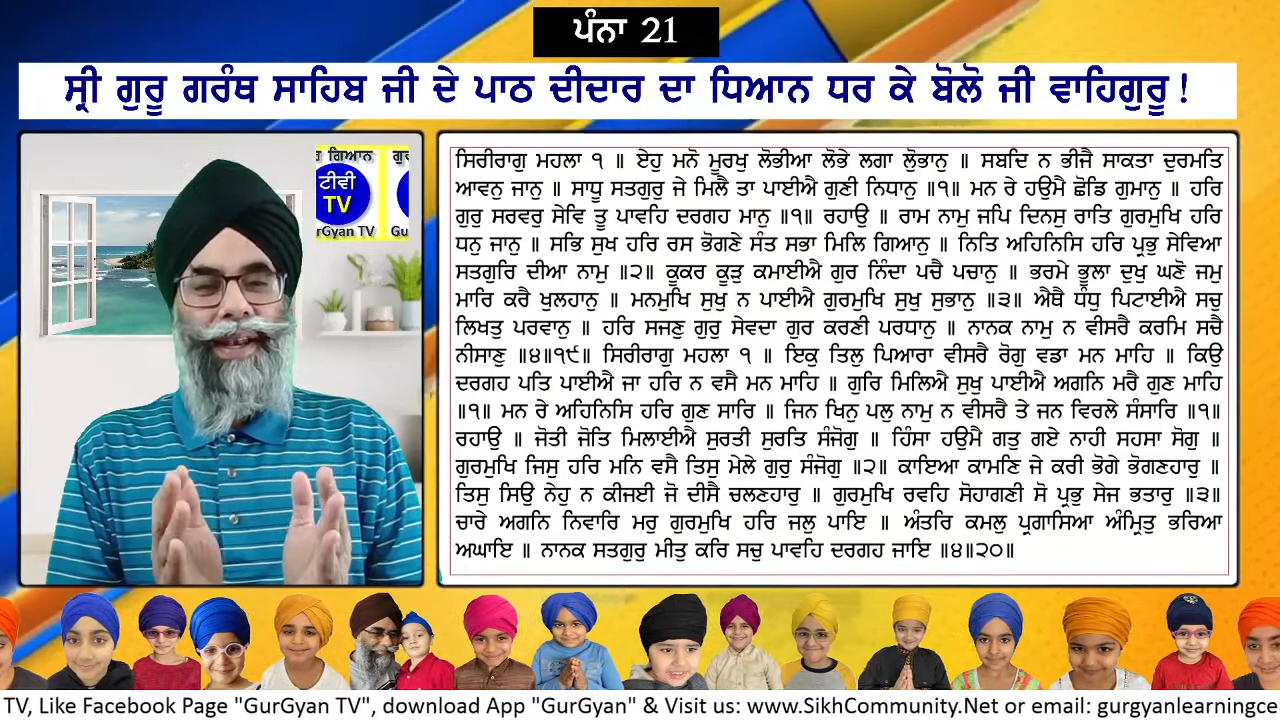 ਪੰਨਾ 21
ਸ੍ਰੀ ਗੁਰੂ ਗਰੰਥ ਸਾਹਿਬ ਜੀ ਦੇ ਪਾਠ ਦੀਦਾਰ ਦਾ ਧਿਆਨ ਧਰ ਕੇ ਬੋਲੋ ਜੀ ਵਾਹਿਗੁਰੂ!
ਗਿਆਨ
ਗੁਰ
ਟੀਵੀ
TV
Gyan TV
Gu
ਸਿਰੀਰਾਗੁ ਮਹਲਾ ੧ ॥ ਏਹੁ ਮਨੋ ਮੂਰਖੁ ਲੋਭੀਆ ਲੋਭੇ ਲਗਾ ਲੋੁਭਾਨੁ ॥ ਸਬਦਿ ਨ ਭੀਜੈ ਸਾਕਤਾ ਦੁਰਮਤਿ
ਆਵਨੁ ਜਾਨੁ ॥ ਸਾਧੂ ਸਤਗੁਰੁ ਜੇ ਮਿਲੈ ਤਾ ਪਾਈਐ ਗੁਣੀ ਨਿਧਾਨੁ ॥੧॥ ਮਨ ਰੇ ਹਉਮੈ ਛੋਡਿ ਗੁਮਾਨੁ ॥ ਹਰਿ
ਗੁਰੁ ਸਰਵਰੁ ਸੇਵਿ ਤੂ ਪਾਵਹਿ ਦਰਗਹ ਮਾਨੁ ॥੧॥ ਰਹਾਉ ॥ ਰਾਮ ਨਾਮੁ ਜਪਿ ਦਿਨਸੁ ਰਾਤਿ ਗੁਰਮੁਖਿ ਹਰਿ
ਧਨੁ ਜਾਨੁ ॥ ਸਭਿ ਸੁਖ ਹਰਿ ਰਸ ਭੋਗਣੇ ਸੰਤ ਸਭਾ ਮਿਲਿ ਗਿਆਨੁ ॥ ਨਿਤਿ ਅਹਿਨਿਸਿ ਹਰਿ ਪ੍ਰਭੁ ਸੇਵਿਆ
ਸਤਗੁਰਿ ਦੀਆ ਨਾਮੁ ॥੨॥ ਕੂਕਰ ਕੂੜੁ ਕਮਾਈਐ ਗੁਰ ਨਿੰਦਾ ਪਚੈ ਪਚਾਨੁ ॥ ਭਰਮੇ ਭੂਲਾ ਦੁਖੁ ਘਣੋ ਜਮੁ
ਮਾਰਿ ਕਰੈ ਖੁਲਹਾਨੁ ॥ ਮਨਮੁਖਿ ਸੁਖੁ ਨ ਪਾਈਐ ਗੁਰਮੁਖਿ ਸੁਖੁ ਸੁਭਾਨੁ ॥੩॥ ਐਥੈ ਧੰਧੁ ਪਿਟਾਈਐ ਸਚੁ
ਲਿਖਤੁ ਪਰਵਾਨੁ ॥ ਹਰਿ ਸਜਣੁ ਗੁਰੁ ਸੇਵਦਾ ਗੁਰ ਕਰਣੀ ਪਰਧਾਨੁ ॥ ਨਾਨਕ ਨਾਮੁ ਨ ਵੀਸਰੈ ਕਰਮਿ ਸਚੈ
ਨੀਸਾਣੁ ॥੪॥੧੯॥ ਸਿਰੀਰਾਗੁ ਮਹਲਾ ੧ ॥ ਇਕੁ ਤਿਲੁ ਪਿਆਰਾ ਵੀਸਰੈ ਰੋਗੁ ਵਡਾ ਮਨ ਮਾਹਿ ॥ ਕਿਉ
ਦਰਗਹ ਪਤਿ ਪਾਈਐ ਜਾ ਹਰਿ ਨ ਵਸੈ ਮਨ ਮਾਹਿ ॥ ਗੁਰਿ ਮਿਲਿਐ ਸੁਖੁ ਪਾਈਐ ਅਗਨਿ ਮਰੈ ਗੁਣ ਮਾਹਿ
॥੧॥ ਮਨ ਰੇ ਅਹਿਨਿਸਿ ਹਰਿ ਗੁਣ ਸਾਰਿ ॥ ਜਿਨ ਖਿਨੁ ਪਲੁ ਨਾਮੁ ਨ ਵੀਸਰੈ ਤੇ ਜਨ ਵਿਰਲੇ ਸੰਸਾਰਿ ॥੧॥
ਰਹਾਉ ॥ ਜੋਤੀ ਜੋਤਿ ਮਿਲਾਈਐ ਸੁਰਤੀ ਸੁਰਤਿ ਸੰਜੋਗੁ ॥ ਹਿੰਸਾ ਹਉਮੈ ਗਤੁ ਗਏ ਨਾਹੀ ਸਹਸਾ ਸੋਗੁ ॥
ਗੁਰਮੁਖਿ ਜਿਸੁ ਹਰਿ ਮਨਿ ਵਸੈ ਤਿਸੁ ਮੇਲੇ ਗੁਰੁ ਸੰਜੋਗੁ ॥੨॥ ਕਾਇਆ ਕਾਮਣਿ ਜੇ ਕਰੀ ਭੋਗੇ ਭੋਗਣਹਾਰੁ ॥
ਤਿਸੁ ਸਿਉ ਨੇਹੁ ਨ ਕੀਜਈ ਜੋ ਦੀਸੈ ਚਲਣਹਾਰੁ ॥ ਗੁਰਮੁਖਿ ਰਵਹਿ ਸੋਹਾਗਣੀ ਸੋ ਪ੍ਰਭੁ ਸੇਜ ਭਤਾਰੁ ॥੩॥
ਚਾਰੇ ਅਗਨਿ ਨਿਵਾਰਿ ਮਰੁ ਗੁਰਮੁਖਿ ਹਰਿ ਜਲੁ ਪਾਇ ॥ ਅੰਤਰਿ ਕਮਲੁ ਪ੍ਰਗਾਸਿਆ ਅੰਮ੍ਰਿਤੁ ਭਰਿਆ
ਅਘਾਇ ॥ ਨਾਨਕ ਸਤਗੁਰੁ ਮੀਤੁ ਕਰਿ ਸਚੁ ਪਾਵਹਿ ਦਰਗਹ ਜਾਇ ॥੪॥੨੦॥
TV, Like Facebook Page "GurGyan TV", download App "GurGyan" & Visit us: www.SikhCommunity.Net or email: gurgyanlearningce